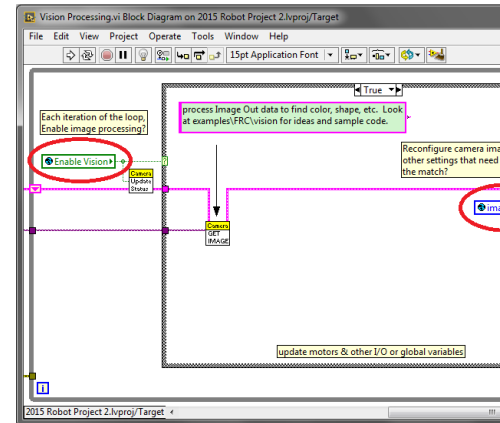 Vision Processing.vi Block Diagram on 2015 Robot Project 2.lvproj/Target
File Edit View Project Operate Tools Window Help
15pt Application Font
True
process Image Out data to find color, shape, etc. Look
at examples\FRC\vision for ideas and sample code.
Each iteration of the loop,
Enable image processing?
Reconfigure camera ima
other settings that need
the match?
Enable Vision
Camera
Update
Status
ima
Camera
GET
IMAGE
update motors & other I/O or global variables
i
2015 Robot Project 2.lvproj/Target